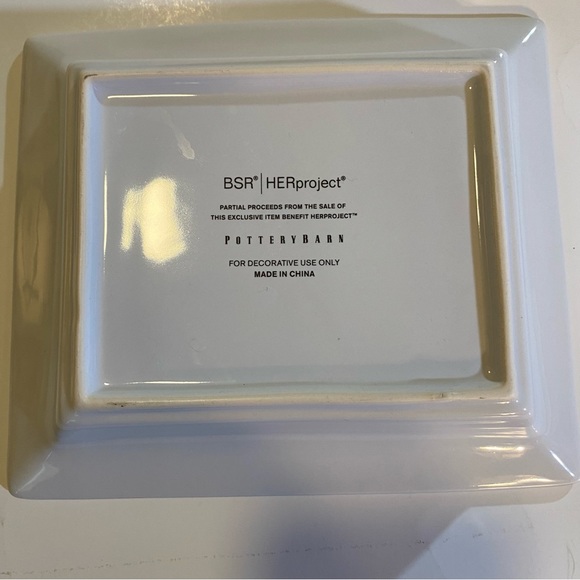 BSR® | HERproject®
PARTIAL PROCEEDS FROM THE SALE OF
THIS EXCLUSIVE ITEM BENEFIT HERPROJECT™
POTTERYBARN
FOR DECORATIVE USE ONLY
MADE IN CHINA